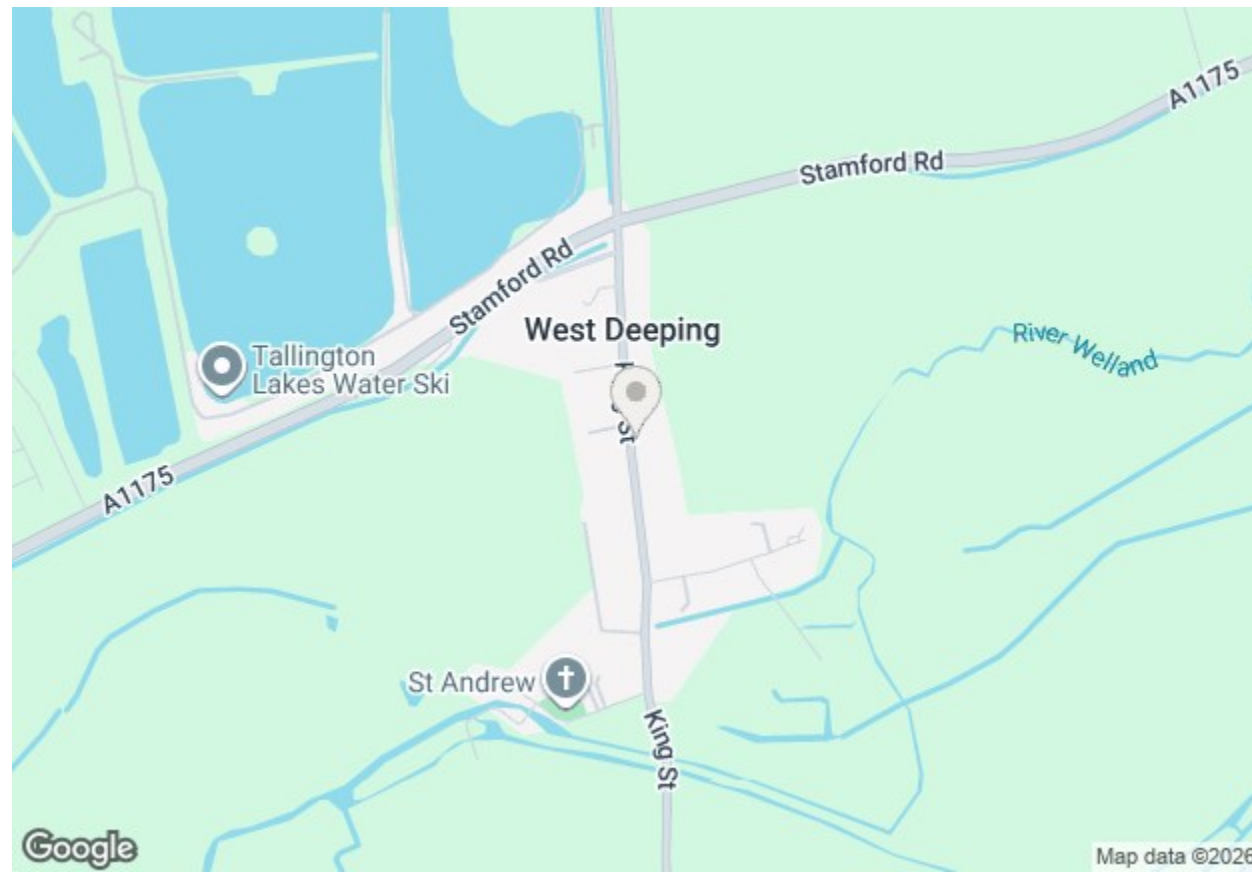 A1175
Stamford Rd
Stamford Rd
West Deeping
River Welland
Tallington
Lakes Water Ski
St
A1175
St Andrew
King St
Google
Map data ©2026